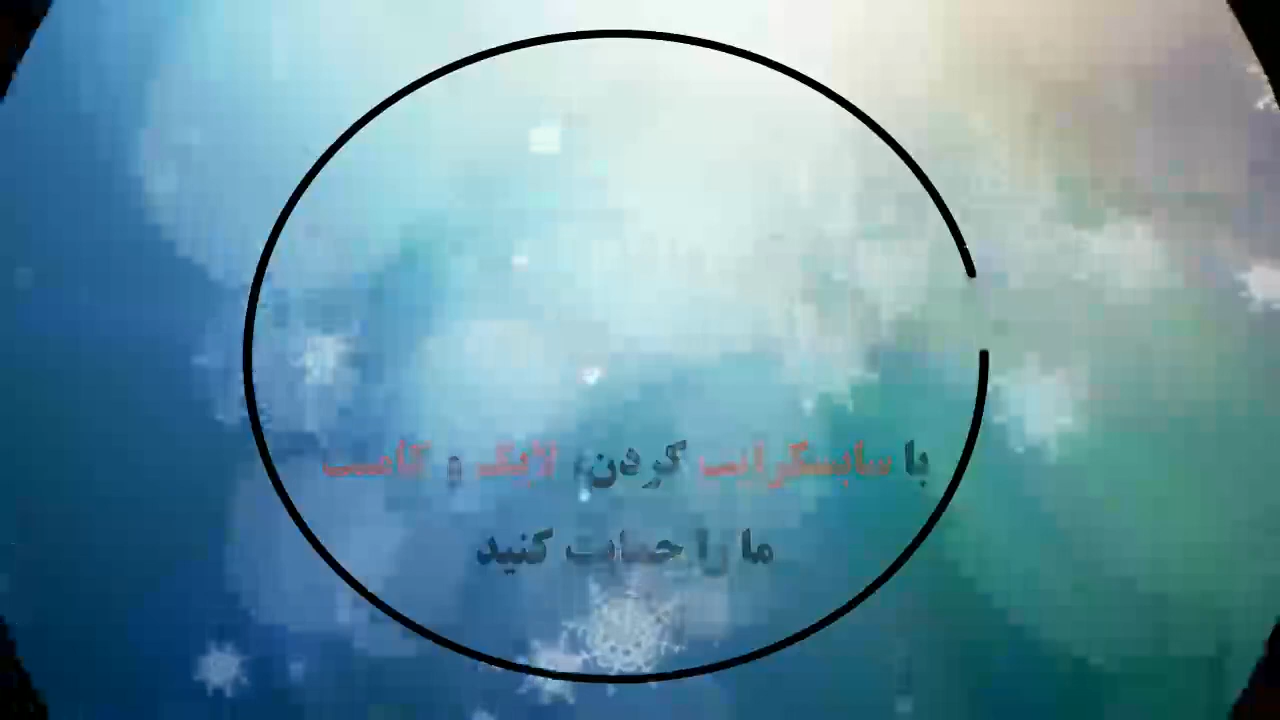 با سابسکرایب کردن، لایک و کامنت
ما را حمایت کنید